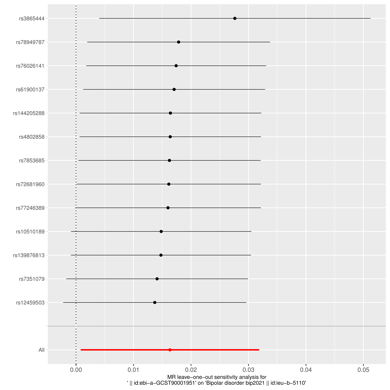 rs3865444
rs78949787
rs76026141
rs61900137
rs144205288
rs4802858
rs7853685
rs72681960
rs77246389
rs10510189
rs139876813
rs7351079
rs12459503
All
0.00 0.01 0.02 0.03 0.04 0.05
MR leave−one−out sensitivity analysis for
' || id:ebi−a−GCST90001951' on 'Bipolar disorder bip2021 || id:ieu−b−5110'